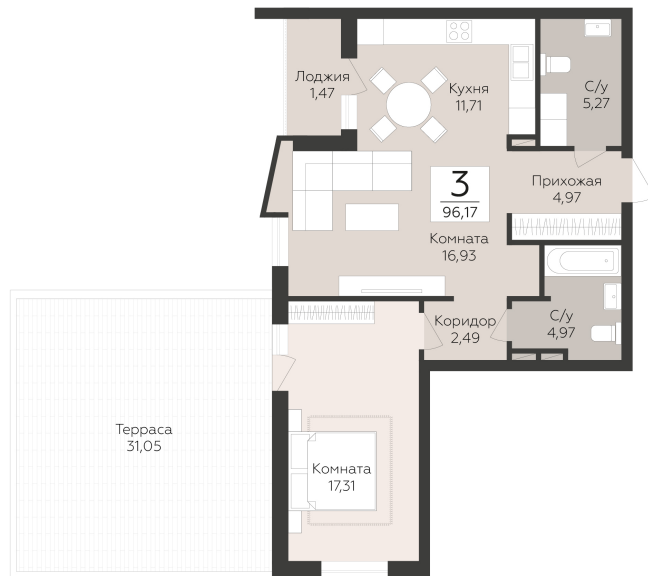 Лоджия
1,47
Кухня
11,71
С/у
5,27
Прихожая
4,97
3
96,17
Комната
16,93
С/у
4,97
Коридор
2,49
Терраса
31,05
Комната
17,31